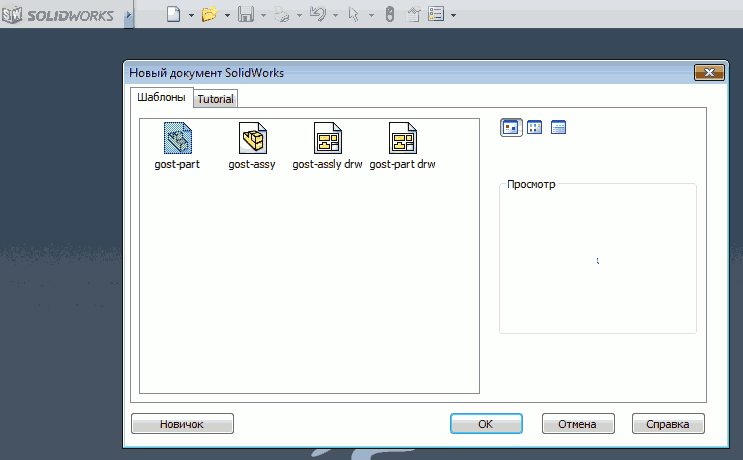 SOLIDWORKS
Новый документ SolidWorks
Шаблоны Tutorial
gost-part gost-assy gost-assly drw gost-part drw
Просмотр
Новичок OK Отмена Справка